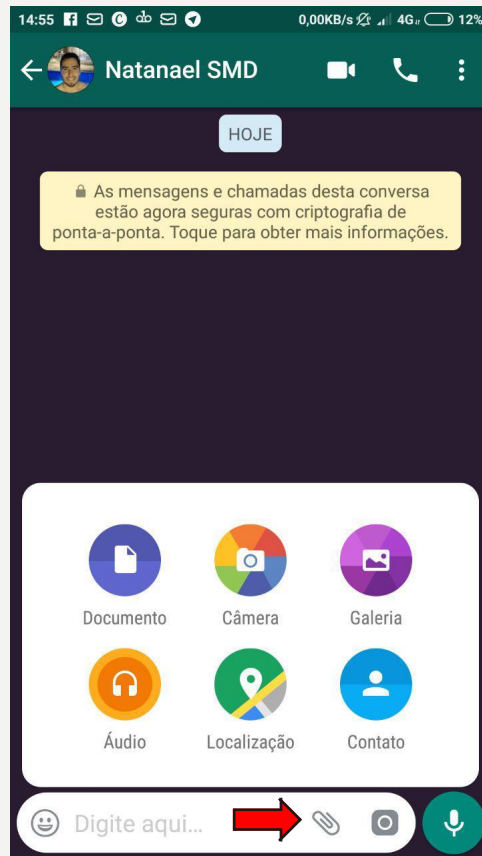 14:55 0,00KB/s 4G 12%
Natanael SMD
HOJE
As mensagens e chamadas desta conversa
estão agora seguras com criptografia de
ponta-a-ponta. Toque para obter mais informações.
Documento Câmera Galeria
Áudio Localização Contato
Digite aqui...